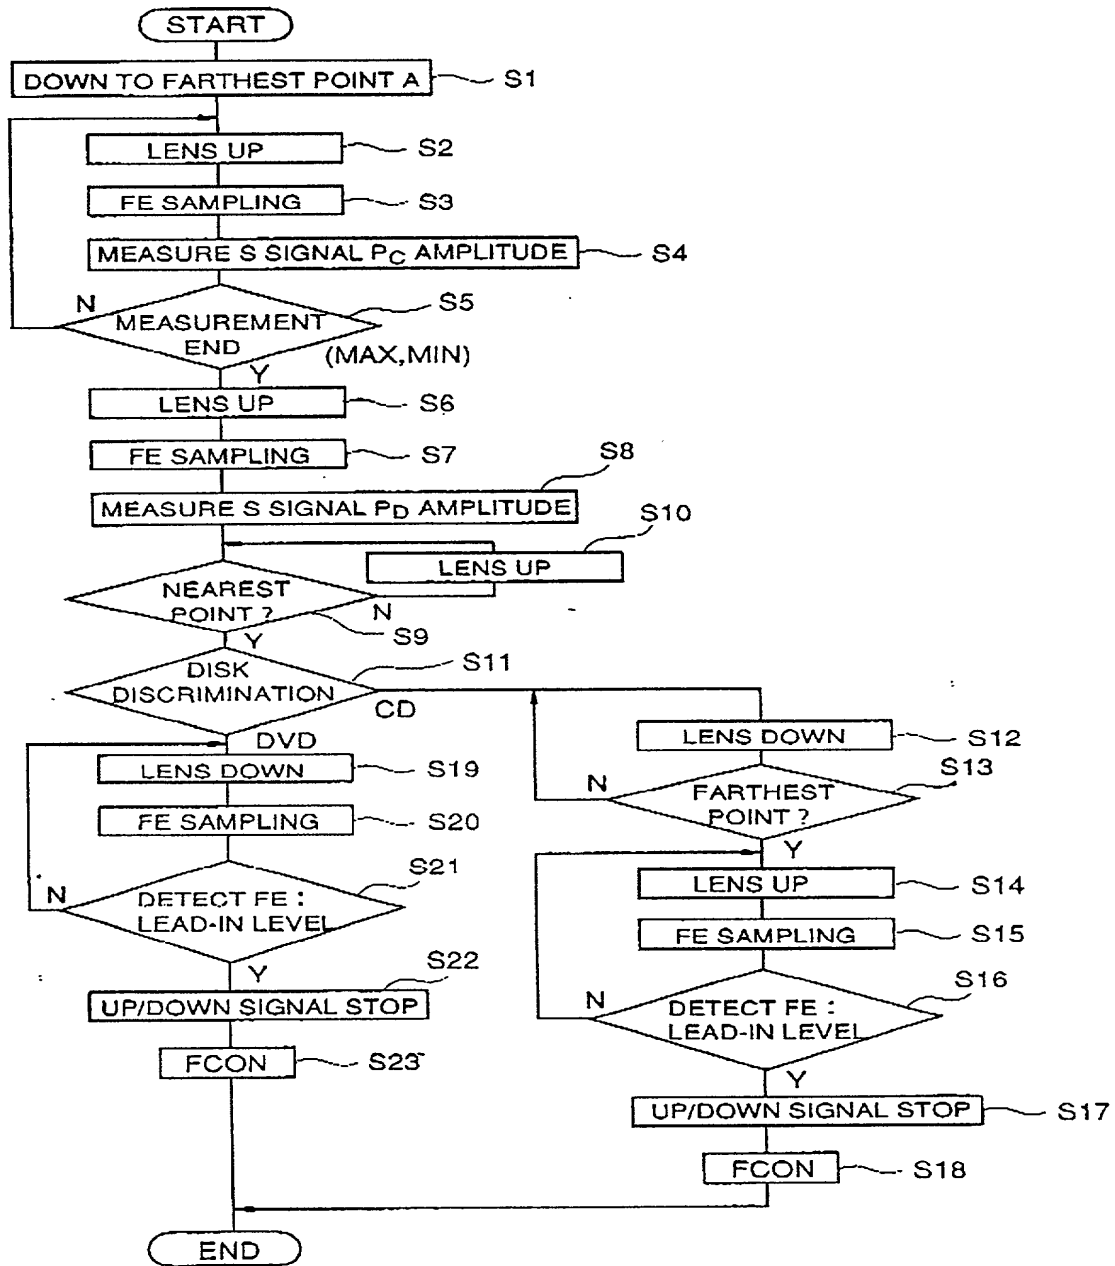 START
DOWN TO FARTHEST POINT A
S1
LENS UP
S2
FE SAMPLING
S3
MEASURE S SIGNAL PC AMPLITUDE
S4
N
S5
MEASUREMENT
END
(MAX,MIN)
Y
LENS UP
S6
FE SAMPLING
S7
S8
MEASURE S SIGNAL PD AMPLITUDE
S10
LENS UP
NEAREST
POINT ?
N
S9
Y
DISK
DISCRIMINATION
S11
CD
DVD
LENS DOWN
S19
FE SAMPLING
S20
N
DETECT FE :
LEAD-IN LEVEL
S21
Y
S22
UP/DOWN SIGNAL STOP
FCON
S23
LENS DOWN
S12
S13
N
FARTHEST
POINT ?
Y
LENS UP
S14
FE SAMPLING
S15
N
DETECT FE :
LEAD-IN LEVEL
S16
Y
UP/DOWN SIGNAL STOP
S17
FCON
S18
END